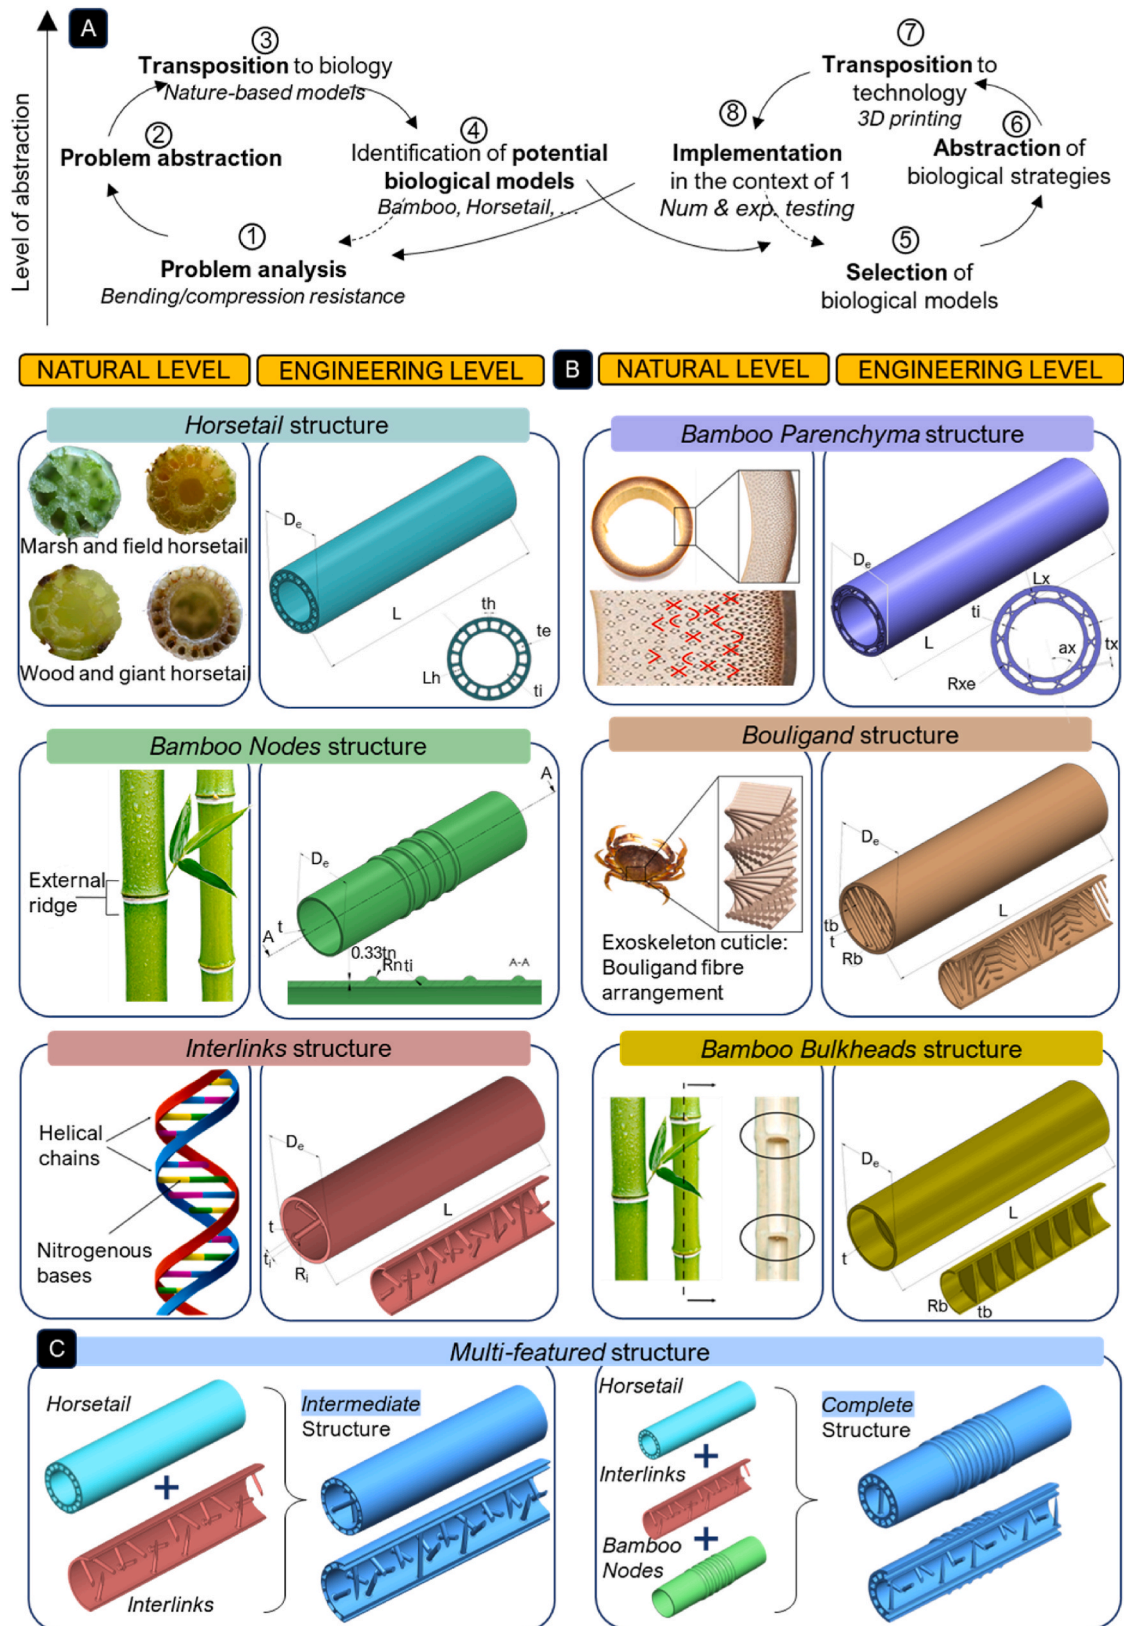 A
Level of abstraction
③
Transposition to biology
Nature-based models
②
Problem abstraction
④
Identification of potential
biological models
Bamboo, Horsetail, ...
①
Problem analysis
Bending/compression resistance
⑦
Transposition to
technology
3D printing
⑧
Implementation
in the context of 1
Num & exp. testing
⑥
Abstraction of
biological strategies
⑤
Selection of
biological models
NATURAL LEVEL
ENGINEERING LEVEL
B
NATURAL LEVEL
ENGINEERING LEVEL
Horsetail structure
Marsh and field horsetail
Wood and giant horsetail
De
L
th
te
Lh
ti
Bamboo Parenchyma structure
De
L
Lx
ti
ax
tx
Rxe
Bamboo Nodes structure
External
ridge
A
De
t
A
0.33tn
Rn
ti
A-A
Bouligand structure
Exoskeleton cuticle:
Bouligand fibre
arrangement
De
L
tb
t
Rb
Interlinks structure
Helical
chains
Nitrogenous
bases
De
L
t
ti
Ri
Bamboo Bulkheads structure
De
L
t
Rb
tb
C
Multi-featured structure
Horsetail
+
Interlinks
Intermediate
Structure
Horsetail
+
Interlinks
+
Bamboo
Nodes
Complete
Structure